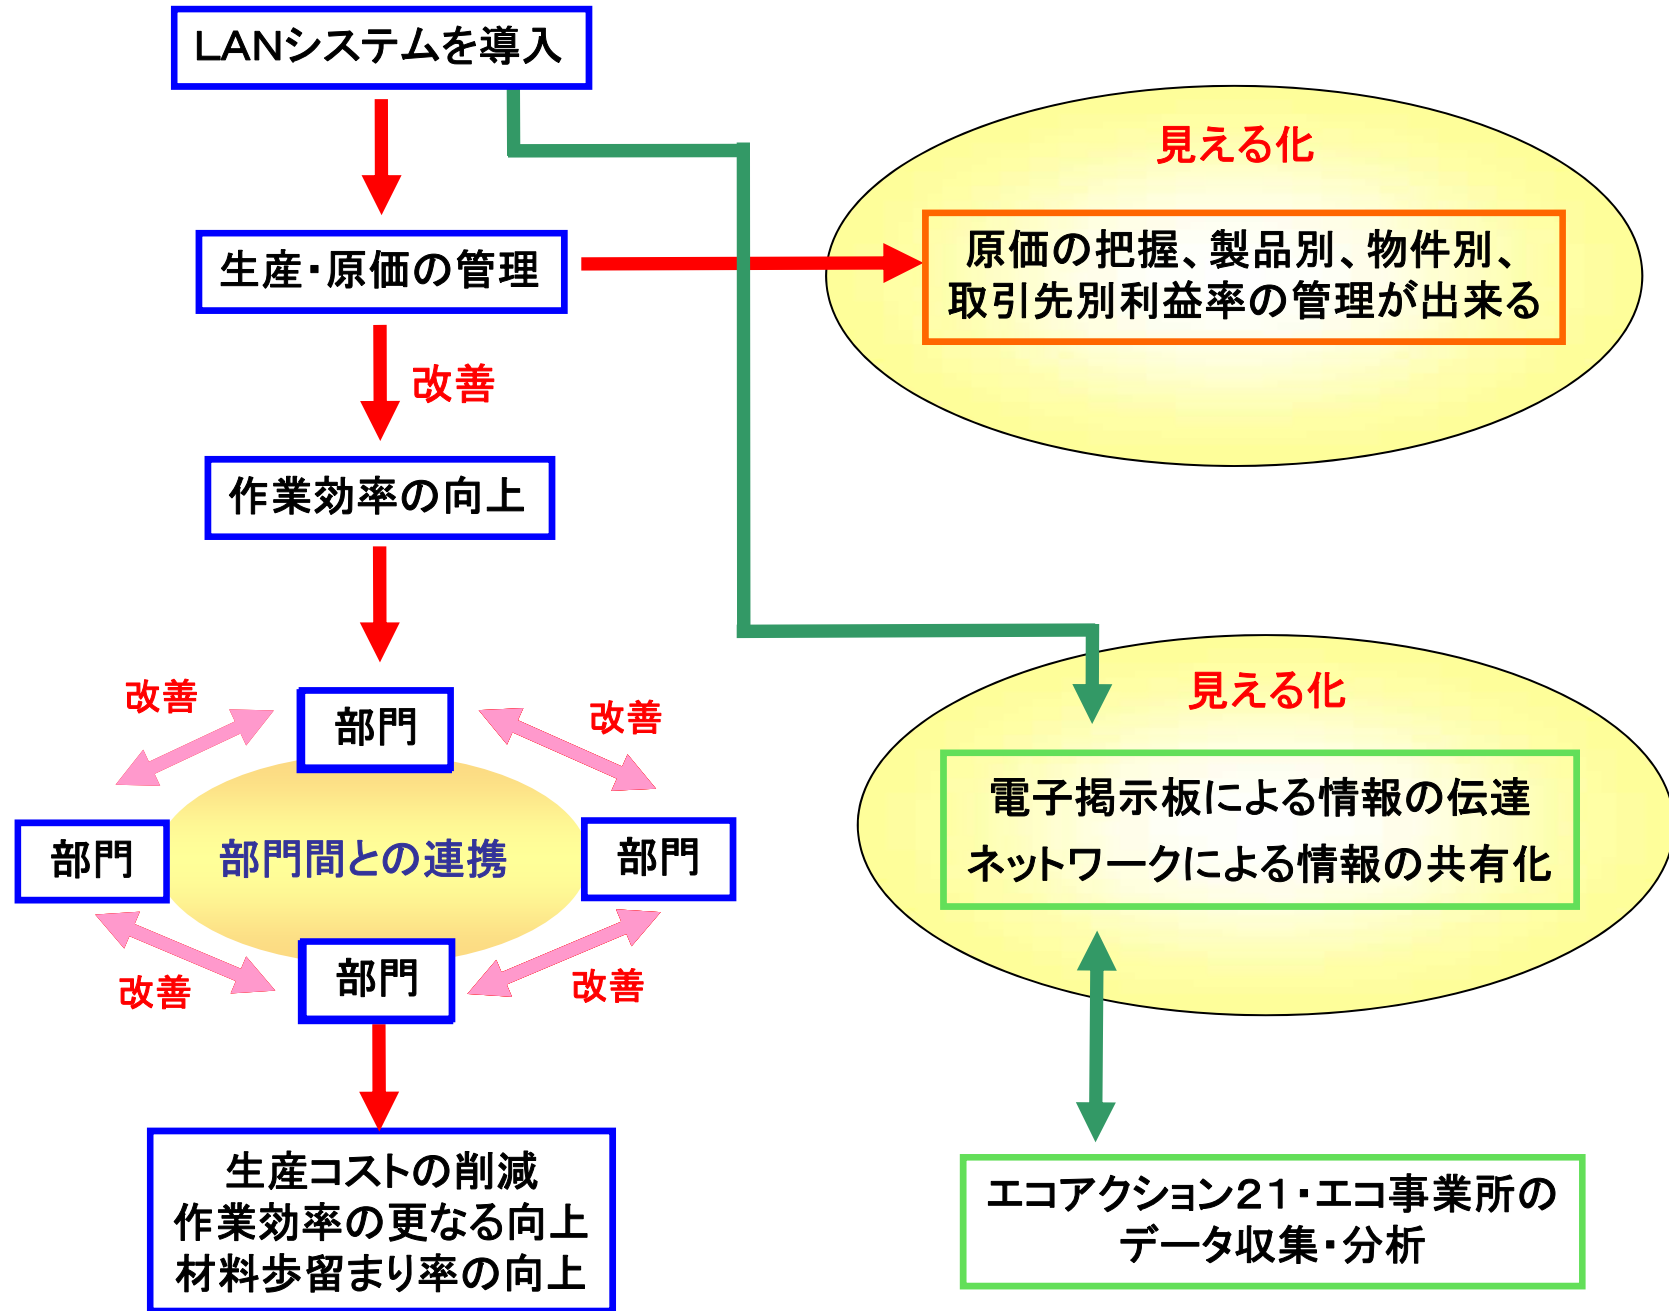 LANシステムを導入
見える化
生産・原価の管理
原価の把握、製品別、物件別、
取引先別利益率の管理が出来る
改善
作業効率の向上
改善
部門
改善
部門
部門間との連携
部門
改善
部門
改善
見える化
電子掲示板による情報の伝達
ネットワークによる情報の共有化
生産コストの削減
作業効率の更なる向上
材料歩留まり率の向上
エコアクション21・エコ事業所の
データ収集・分析